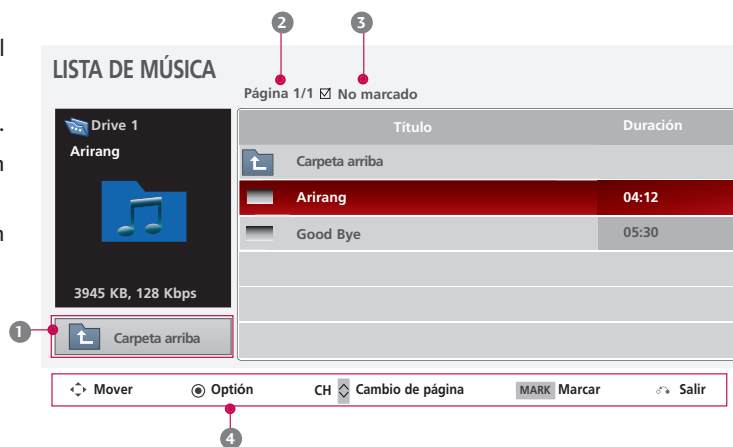 2 3
LISTA DE MÚSICA
Página 1/1 No marcado
Drive 1
Arirang
3945 KB, 128 Kbps
1 Carpeta arriba
Título Duración
Carpeta arriba
Arirang 04:12
Good Bye 05:30
Mover Optión CH Cambio de página MARK Marcar Salir
4